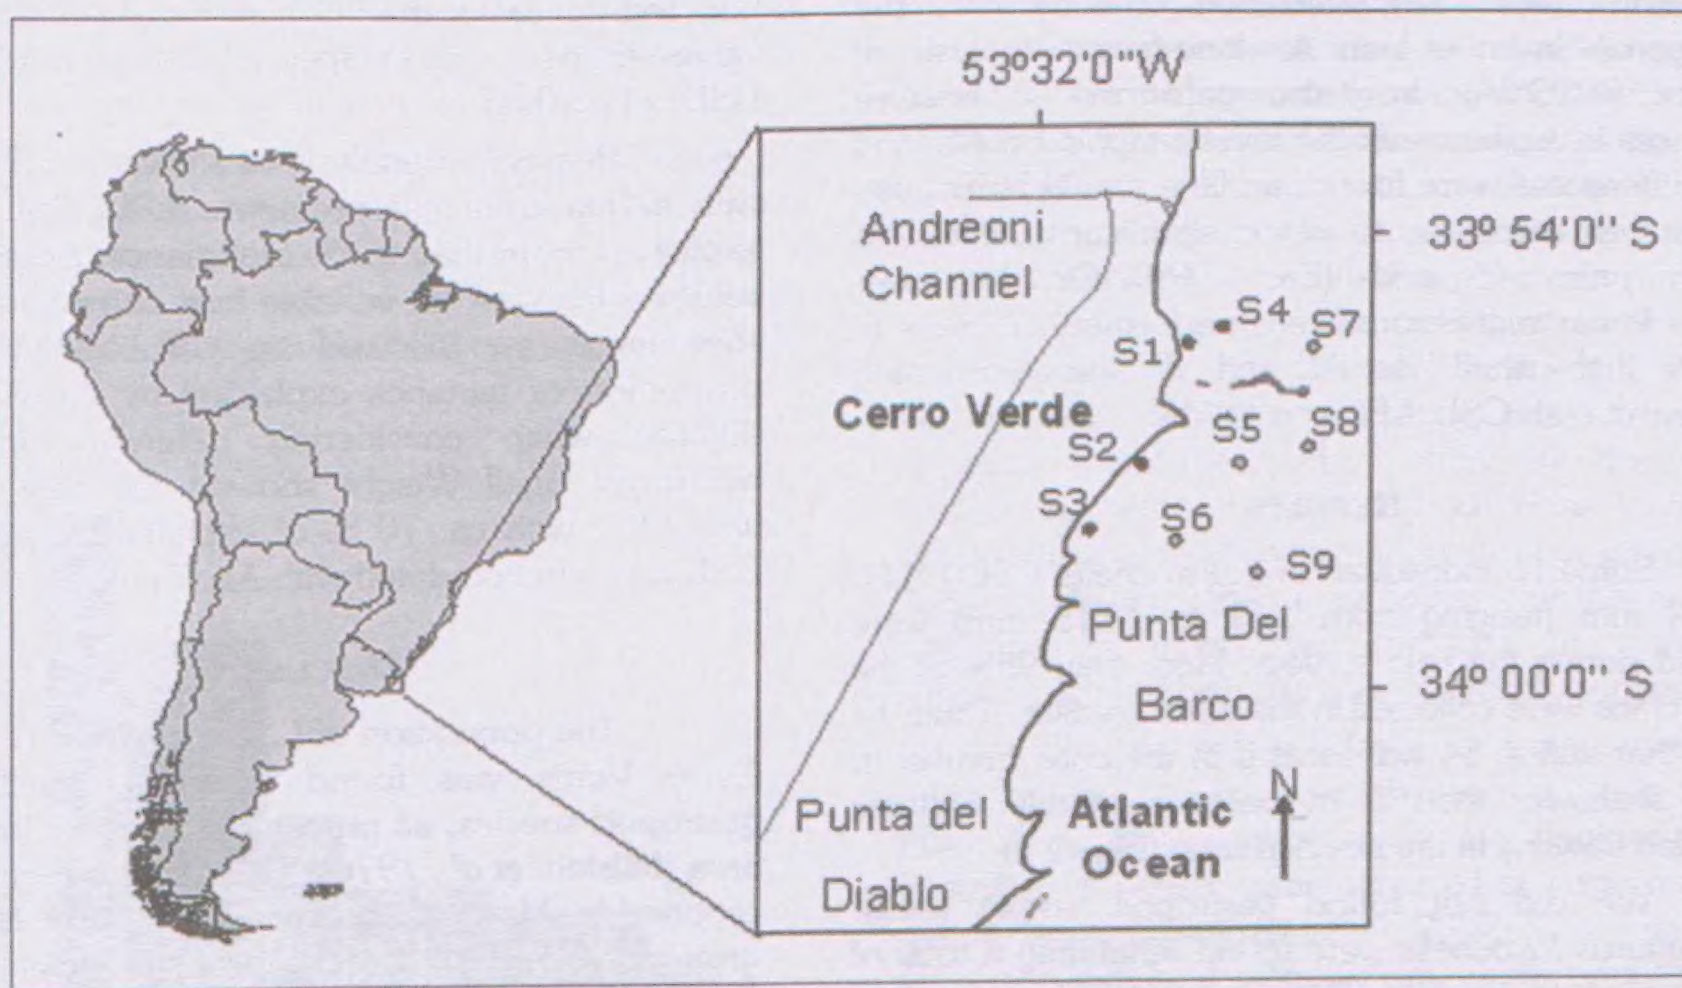 53º32'0"W
Andreoni
Channel
33º 54'0" S
S4
S7
S1
Cerro Verde
S5
S8
S2
S3
S6
S9
Punta Del
Barco
34º 00'0" S
Punta del
Diablo
Atlantic
Ocean
N